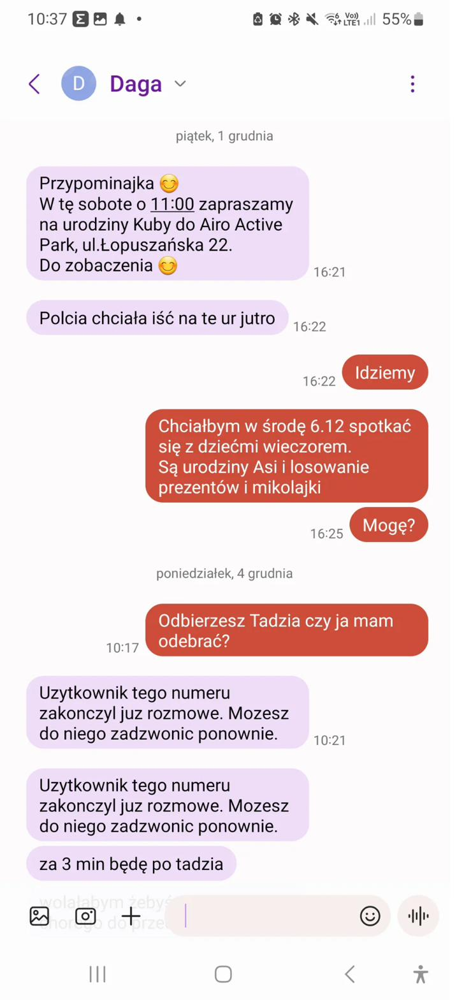 10:37
Vo))
LTE1
55%
D
Daga
piątek, 1 grudnia
Przypominajka 😊
W tę sobote o 11:00 zapraszamy
na urodziny Kuby do Airo Active
Park, ul.Łopuszańska 22.
Do zobaczenia 😊
16:21
Polcia chciała iść na te ur jutro
16:22
Idziemy
16:22
Chciałbym w środę 6.12 spotkać
się z dziećmi wieczorem.
Są urodziny Asi i losowanie
prezentów i mikolajki
Mogę?
16:25
poniedziałek, 4 grudnia
Odbierzesz Tadzia czy ja mam
odebrać?
10:17
Uzytkownik tego numeru
zakonczyl juz rozmowe. Mozesz
do niego zadzwonic ponownie.
10:21
Uzytkownik tego numeru
zakonczyl juz rozmowe. Mozesz
do niego zadzwonic ponownie.
za 3 min będę po tadzia
wolałabym
chorego do